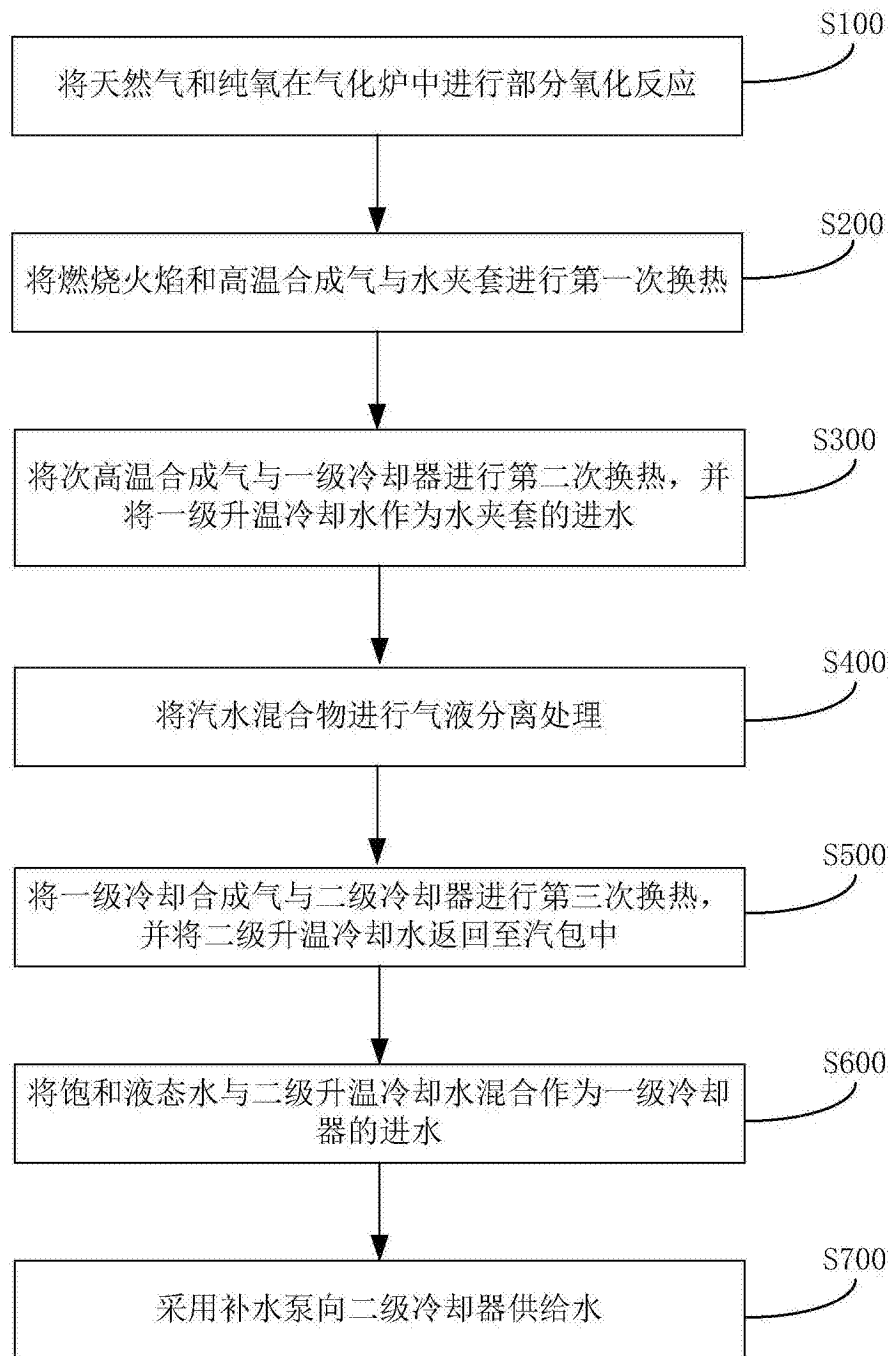 S100
将天然气和纯氧在气化炉中进行部分氧化反应
S200
将燃烧火焰和高温合成气与水夹套进行第一次换热
S300
将次高温合成气与一级冷却器进行第二次换热，并
将一级升温冷却水作为水夹套的进水
S400
将汽水混合物进行气液分离处理
S500
将一级冷却合成气与二级冷却器进行第三次换热，
并将二级升温冷却水返回至汽包中
S600
将饱和液态水与二级升温冷却水混合作为一级冷却
器的进水
S700
采用补水泵向二级冷却器供给水